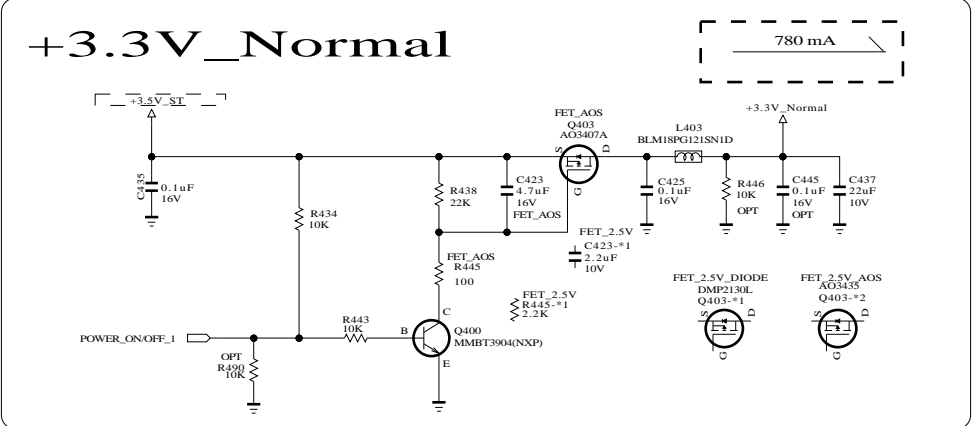 +3.3V_Normal
780 mA
+3.5V_ST
C435
0.1uF
16V
R434
10K
R438
22K
C423
4.7uF
16V
FET_AOS
FET_AOS
Q403
AO3407A
S
D
G
L403
BLM18PG121SN1D
+3.3V_Normal
C425
0.1uF
16V
R446
10K
OPT
C445
0.1uF
16V
OPT
C437
22uF
10V
FET_2.5V
C423-*1
2.2uF
10V
FET_AOS
R445
100
FET_2.5V
R445-*1
2.2K
FET_2.5V_DIODE
DMP2130L
Q403-*1
S
D
G
FET_2.5V_AOS
AO3435
Q403-*2
S
D
G
POWER_ON/OFF_1
OPT
R490
10K
R443
10K
B
C
E
Q400
MMBT3904(NXP)